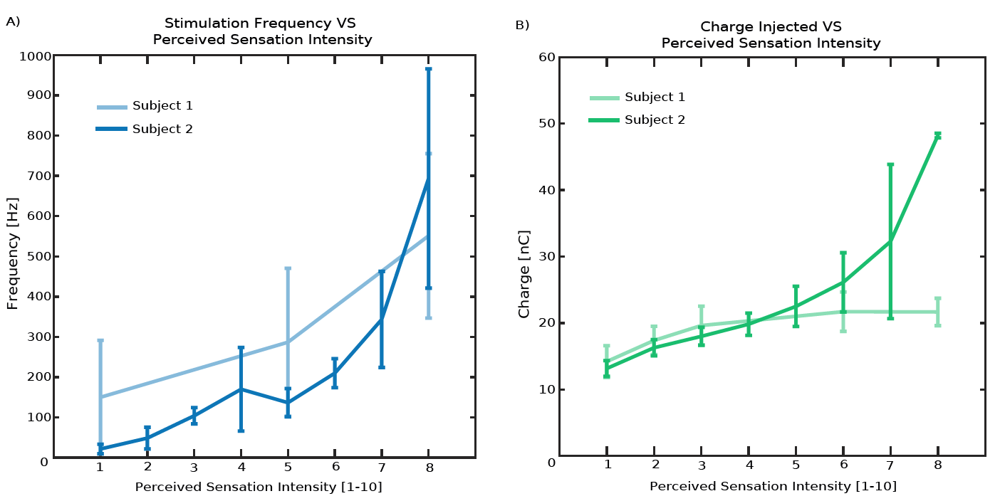 A)
Stimulation Frequency VS
Perceived Sensation Intensity
1000
900
800
700
600
500
400
300
200
100
0
Frequency [Hz]
Subject 1
Subject 2
1 2 3 4 5 6 7 8
Perceived Sensation Intensity [1-10]
B)
Charge Injected VS
Perceived Sensation Intensity
60
50
40
30
20
10
0
Charge [nC]
Subject 1
Subject 2
1 2 3 4 5 6 7 8
Perceived Sensation Intensity [1-10]